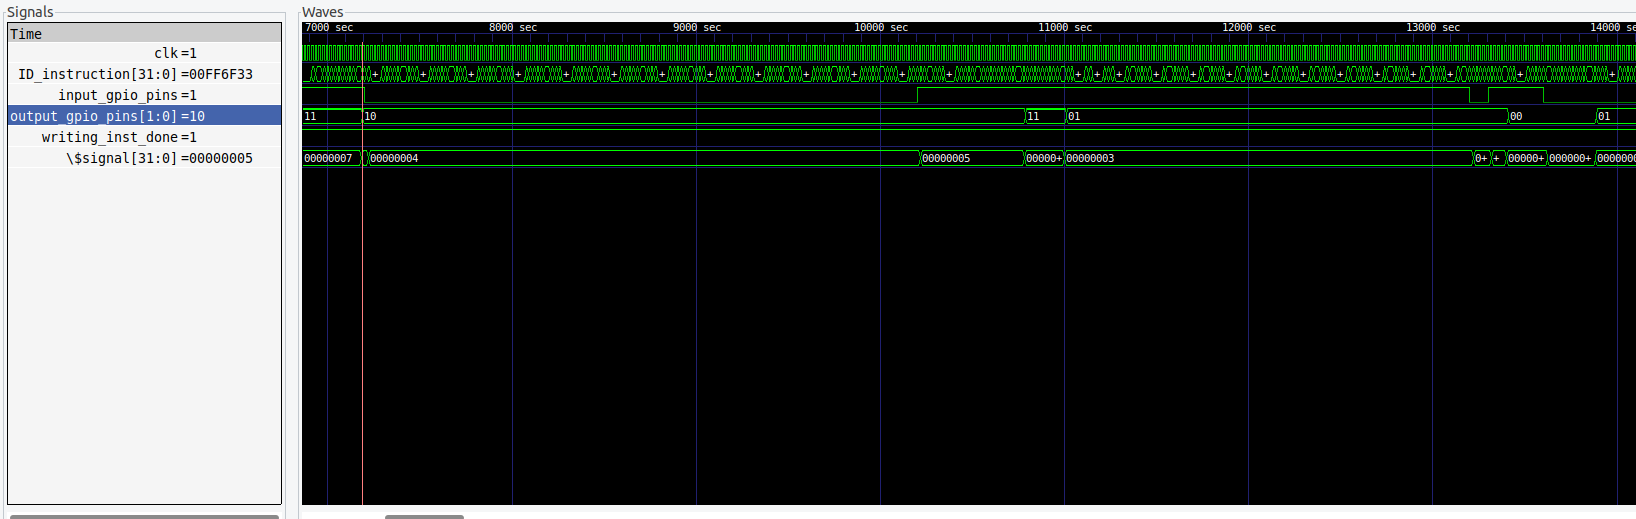 Signals
Waves
Time
7000 sec 8000 sec 9000 sec 10000 sec 11000 sec 12000 sec 13000 sec 14000 se
clk =1
ID_instruction[31:0] =00FF6F33
+ + + + + + + + + + + + + + + + + + + + + + + + + + + +
input_gpio_pins =1
output_gpio_pins[1:0] =10
11 10 11 01 00 01
writing_inst_done =1
\$signal[31:0] =00000005
00000007 00000004 00000005 00000+ 00000003 0+ + 00000+ 000000+ 0000000